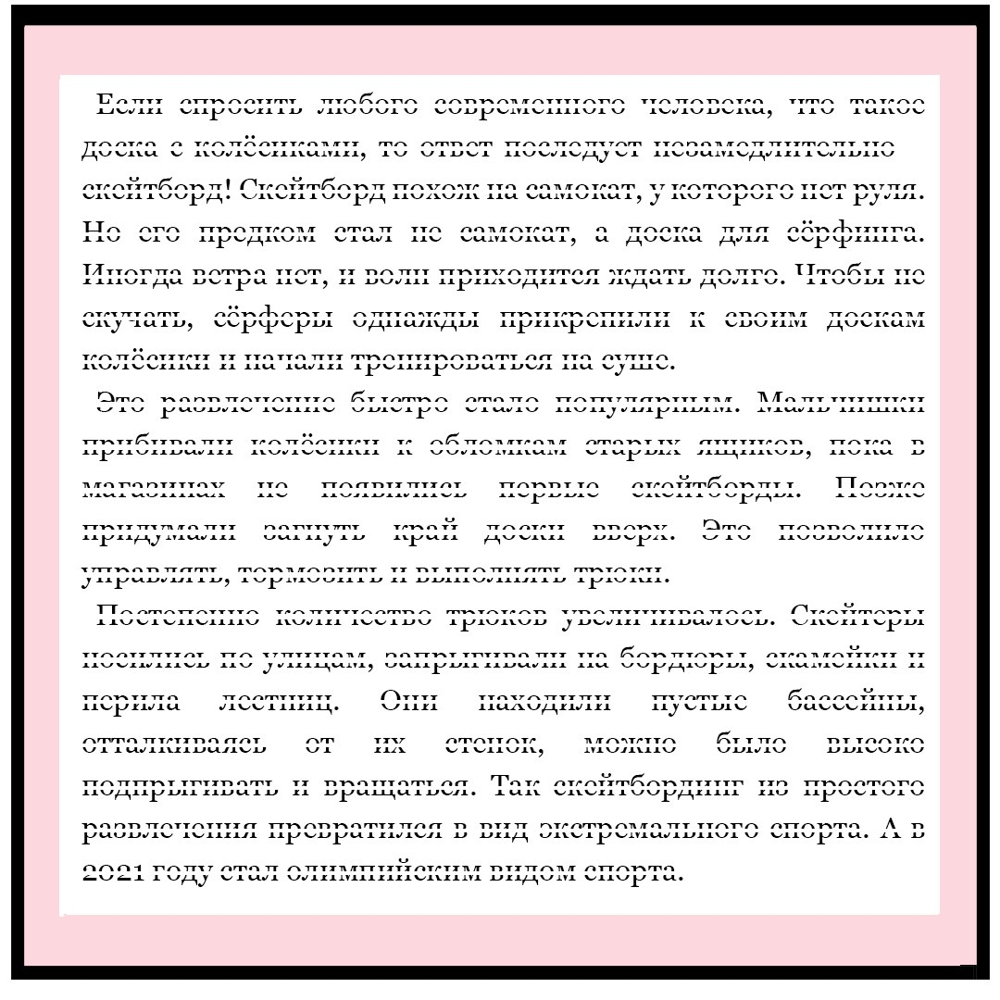 Если спросить любого современного человека, что такое
доска с колёсиками, то ответ последует незамедлительно
скейтборд! Скейтборд похож на самокат, у которого нет руля.
Но его предком стал не самокат, а доска для сёрфинга.
Иногда ветра нет, и волн приходится ждать долго. Чтобы не
скучать, сёрферы однажды прикрепили к своим доскам
колёсики и начали тренироваться на суше.
Это развлечение быстро стало популярным. Мальчишки
прибивали колёсики к обломкам старых ящиков, пока в
магазинах не появились первые скейтборды. Позже
придумали загнуть край доски вверх. Это позволило
управлять, тормозить и выполнять трюки.
Постепенно количество трюков увеличивалось. Скейтеры
носились по улицам, запрыгивали на бордюры, скамейки и
перила лестниц. Они находили пустые бассейны,
отталкиваясь от их стенок, можно было высоко
подпрыгивать и вращаться. Так скейтбординг из простого
развлечения превратился в вид экстремального спорта. А в
2021 году стал олимпийским видом спорта.